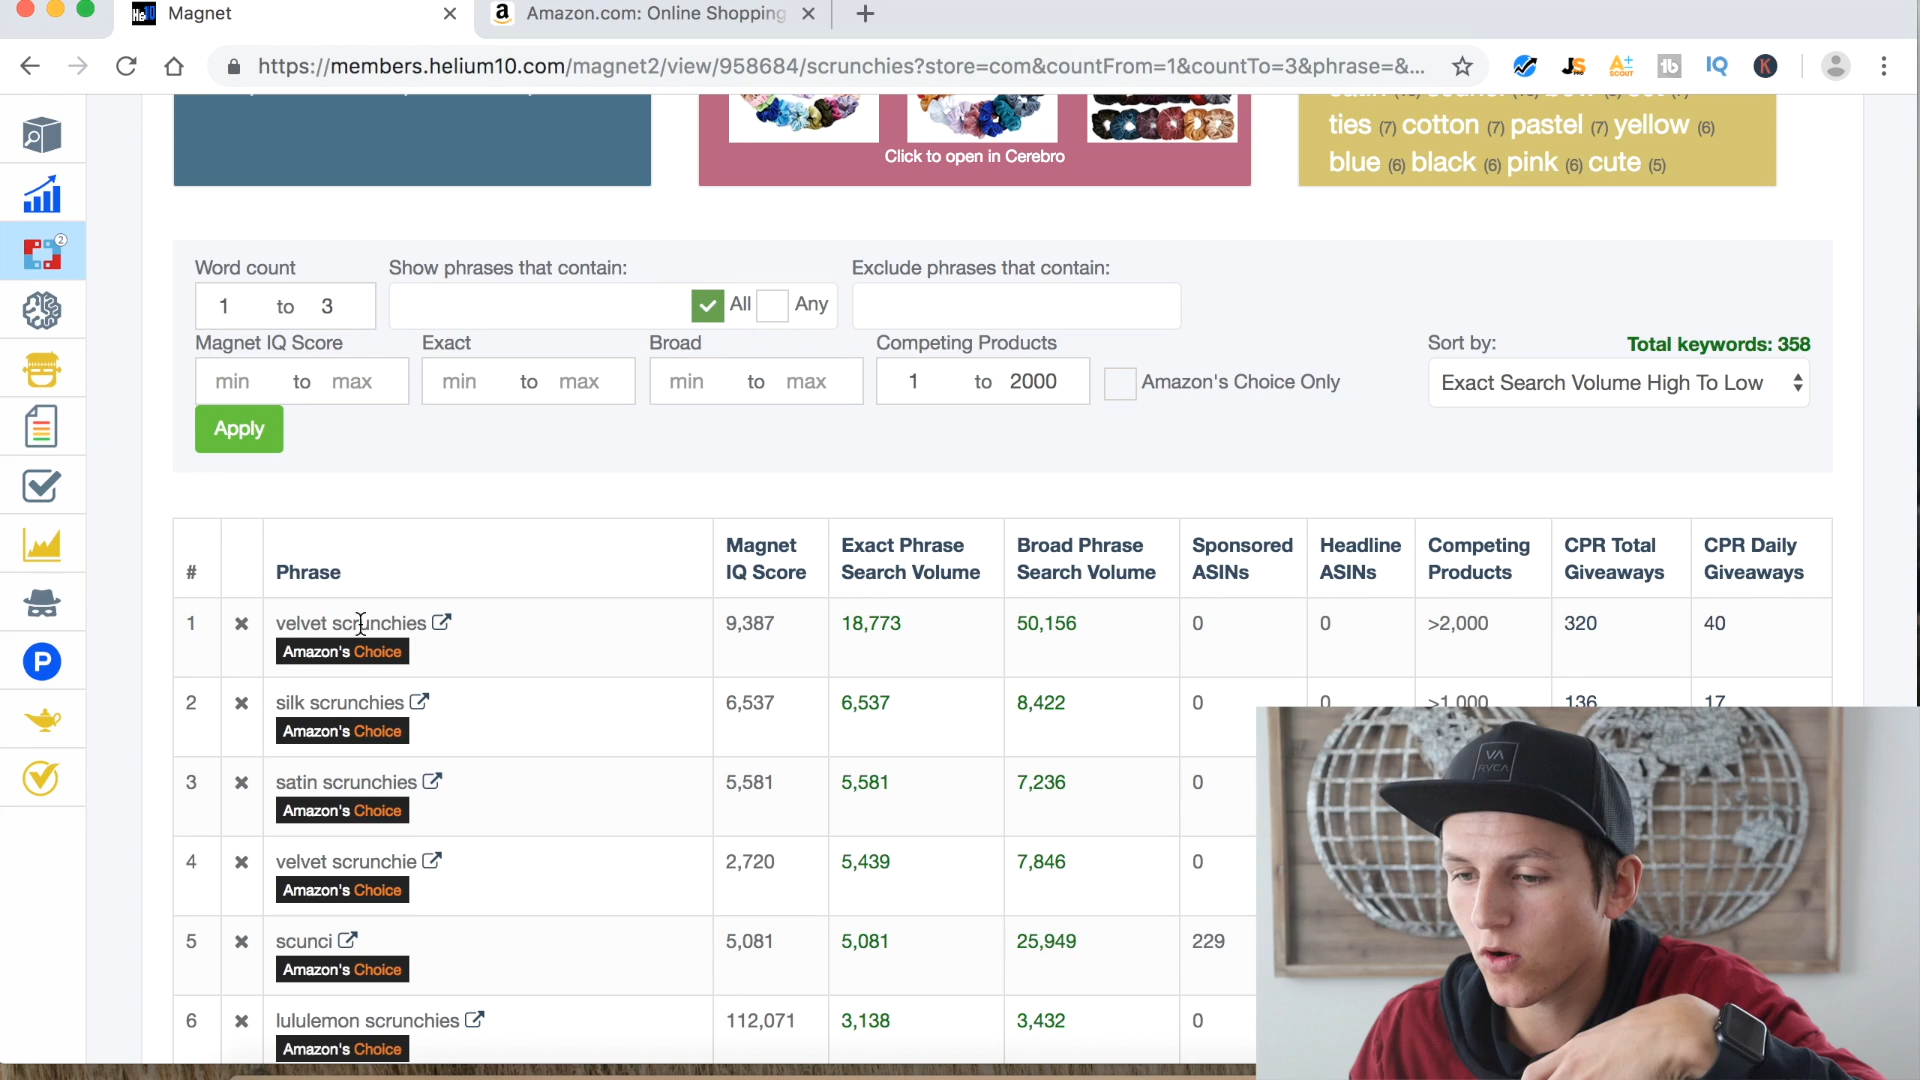 Magnet
Amazon.com: Online Shopping
https://members.helium10.com/magnet2/view/958684/scrunchies?store=com&countFrom=1&countTo=3&phrase=&...
Click to open in Cerebro
ties (7) cotton (7) pastel (7) yellow (6)
blue (6) black (6) pink (6) cute (5)
Word count
Show phrases that contain:
Exclude phrases that contain:
1 to 3
All Any
Magnet IQ Score
Exact
Broad
Competing Products
Sort by:
Total keywords: 358
min to max
min to max
min to max
1 to 2000
Amazon's Choice Only
Exact Search Volume High To Low
Apply
# Phrase Magnet IQ Score Exact Phrase Search Volume Broad Phrase Search Volume Sponsored ASINs Headline ASINs Competing Products CPR Total Giveaways CPR Daily Giveaways
1 velvet scrunchies 9,387 18,773 50,156 0 0 >2,000 320 40
Amazon's Choice
2 silk scrunchies 6,537 6,537 8,422 0 0 >1,000 136 17
Amazon's Choice
3 satin scrunchies 5,581 5,581 7,236 0
Amazon's Choice
4 velvet scrunchie 2,720 5,439 7,846 0
Amazon's Choice
5 scunci 5,081 5,081 25,949 229
Amazon's Choice
6 lululemon scrunchies 112,071 3,138 3,432 0
Amazon's Choice
VA
RVCA